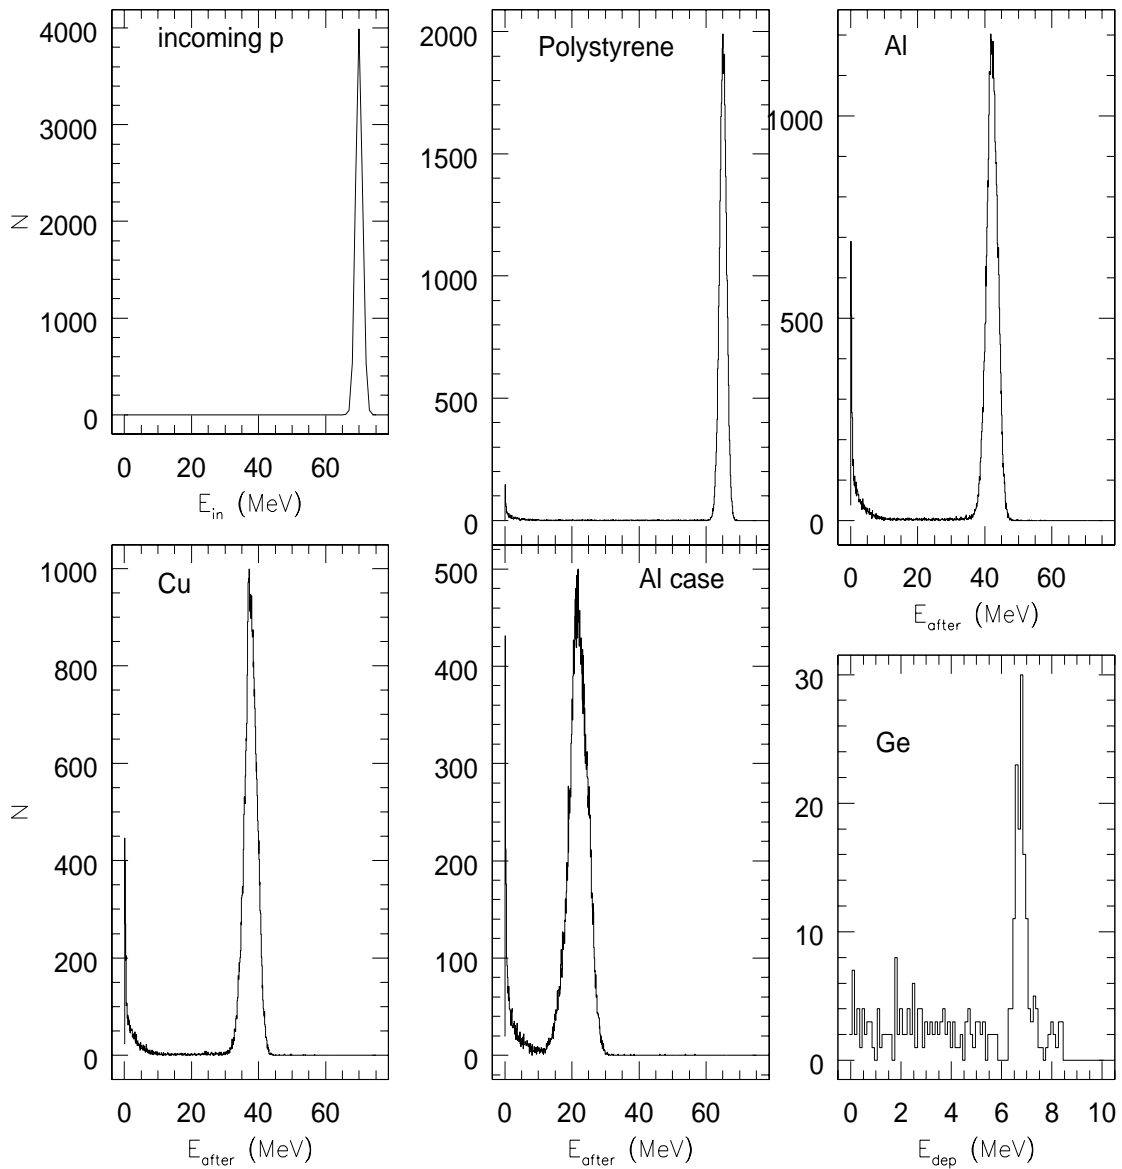 incoming p
N
4000
3000
2000
1000
0
0 20 40 60
E_in (MeV)
Polystyrene
2000
1500
1000
500
0
Al
1000
500
0
0 20 40 60
E_after (MeV)
Cu
N
1000
800
600
400
200
0
0 20 40 60
E_after (MeV)
Al case
500
400
300
200
100
0
0 20 40 60
E_after (MeV)
Ge
30
20
10
0
0 2 4 6 8 10
E_dep (MeV)